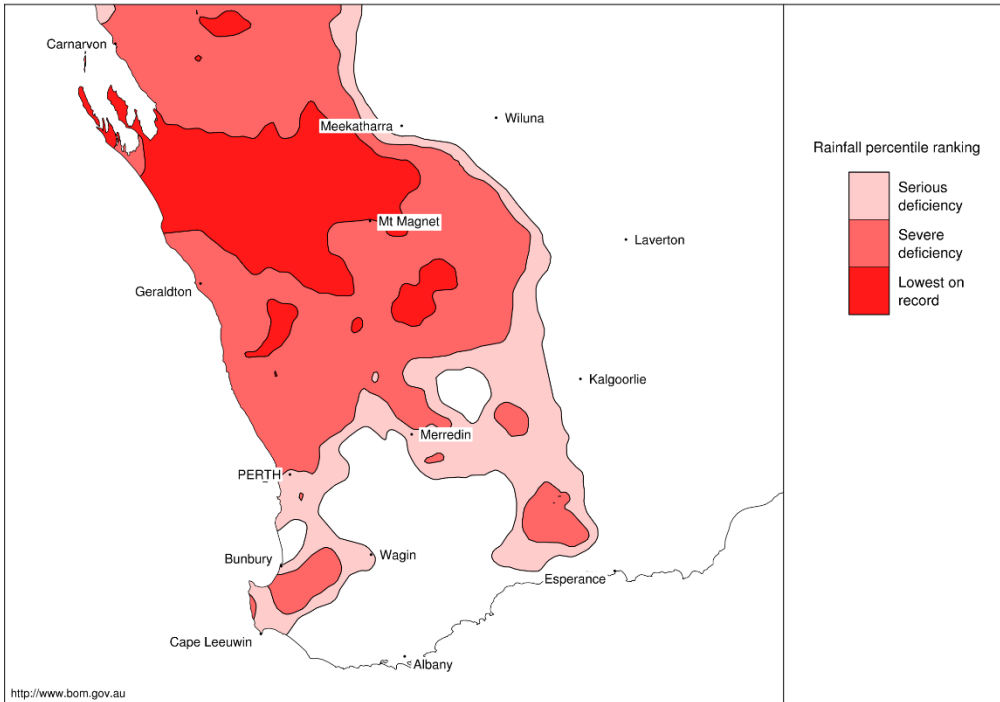 Carnarvon
Meekatharra
Wiluna
Mt Magnet
Laverton
Geraldton
Kalgoorlie
Merredin
PERTH
Bunbury
Wagin
Esperance
Cape Leeuwin
Albany
http://www.bom.gov.au
Rainfall percentile ranking
Serious
deficiency
Severe
deficiency
Lowest on
record